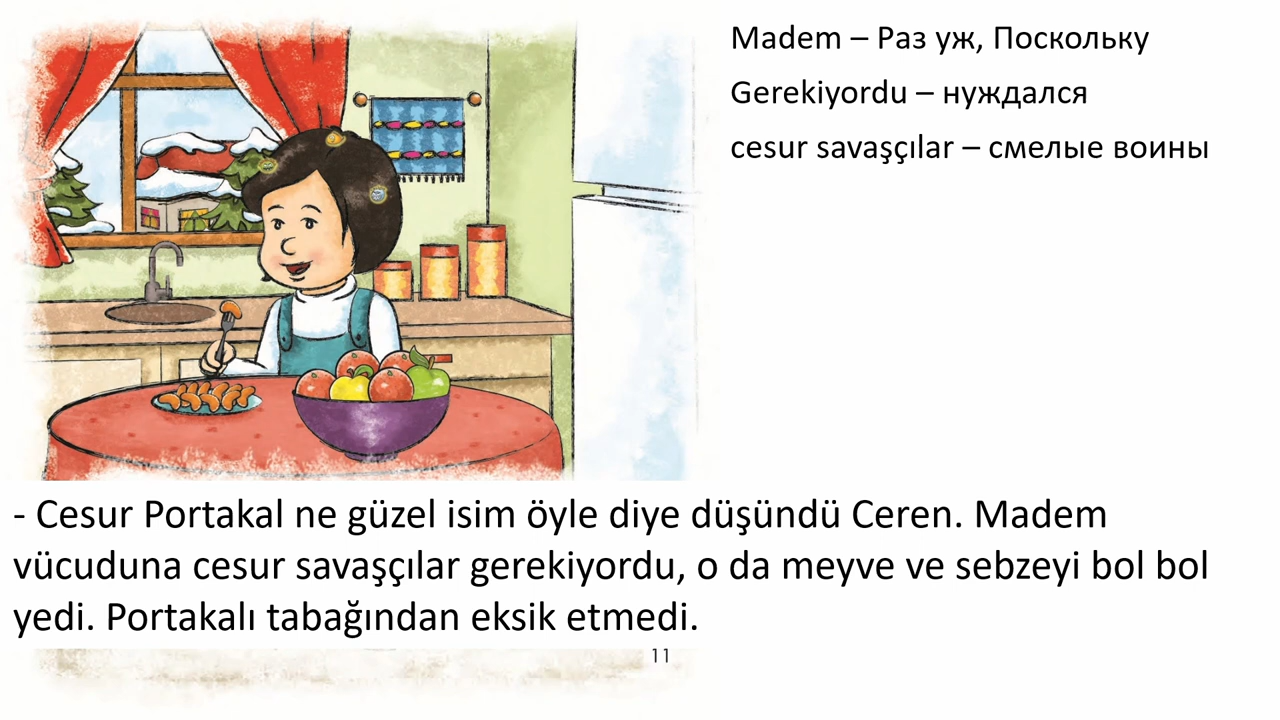 Madem – Раз уж, Поскольку
Gerekiyordu – нуждался
cesur savaşçılar – смелые воины
- Cesur Portakal ne güzel isim öyle diye düşündü Ceren. Madem
vücuduna cesur savaşçılar gerekiyordu, o da meyve ve sebzeyi bol bol
yedi. Portakalı tabağından eksik etmedi.
11